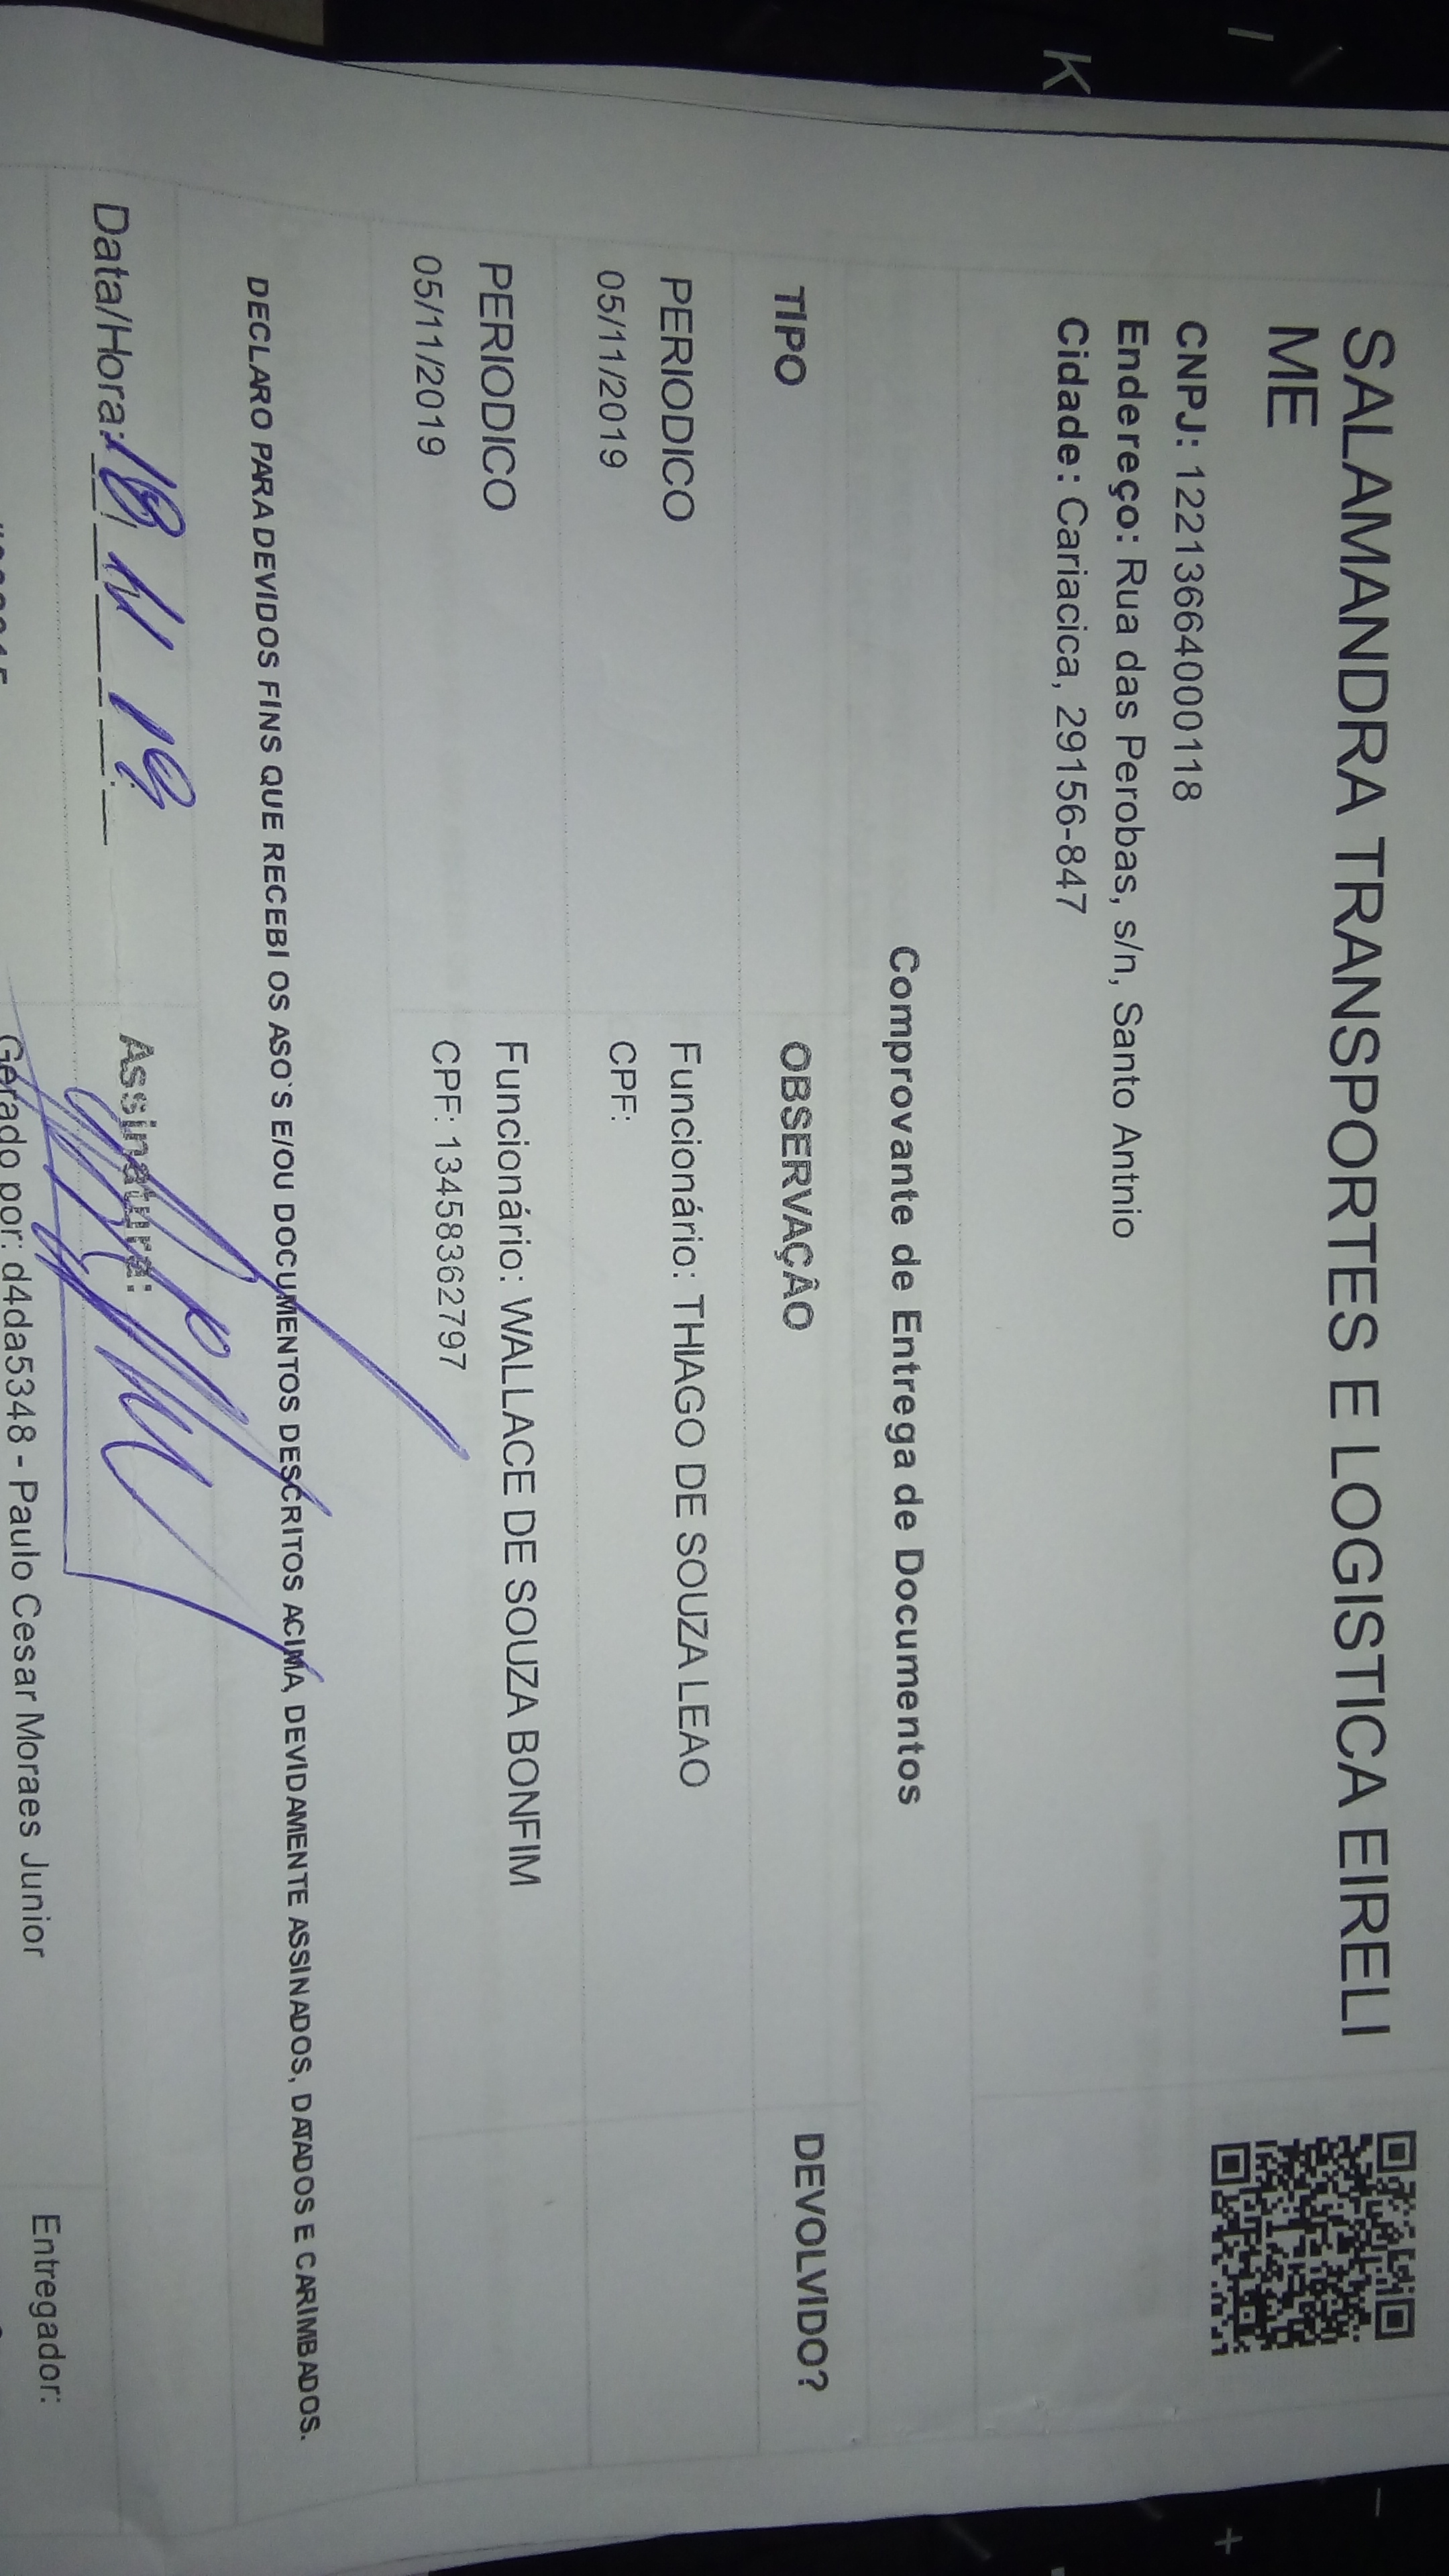 SALAMANDRA TRANSPORTES E LOGISTICA EIRELI
ME
CNPJ: 12213664000118
Endereço: Rua das Perobas, s/n, Santo Antnio
Cidade: Cariacica, 29156-847
Comprovante de Entrega de Documentos
TIPO OBSERVAÇÂO DEVOLVIDO?
PERIODICO Funcionário: THIAGO DE SOUZA LEAO
05/11/2019 CPF:
PERIODICO Funcionário: WALLACE DE SOUZA BONFIM
05/11/2019 CPF: 13458362797
DECLARO PARA DEVIDOS FINS QUE RECEBI OS ASO`S E/OU DOCUMENTOS DESCRITOS ACIMA, DEVIDAMENTE ASSINADOS, DATADOS E CARIMBADOS.
Data/Hora: 18 11 19 Assinatura:
Gerado por: d4da5348 - Paulo Cesar Moraes Junior Entregador: